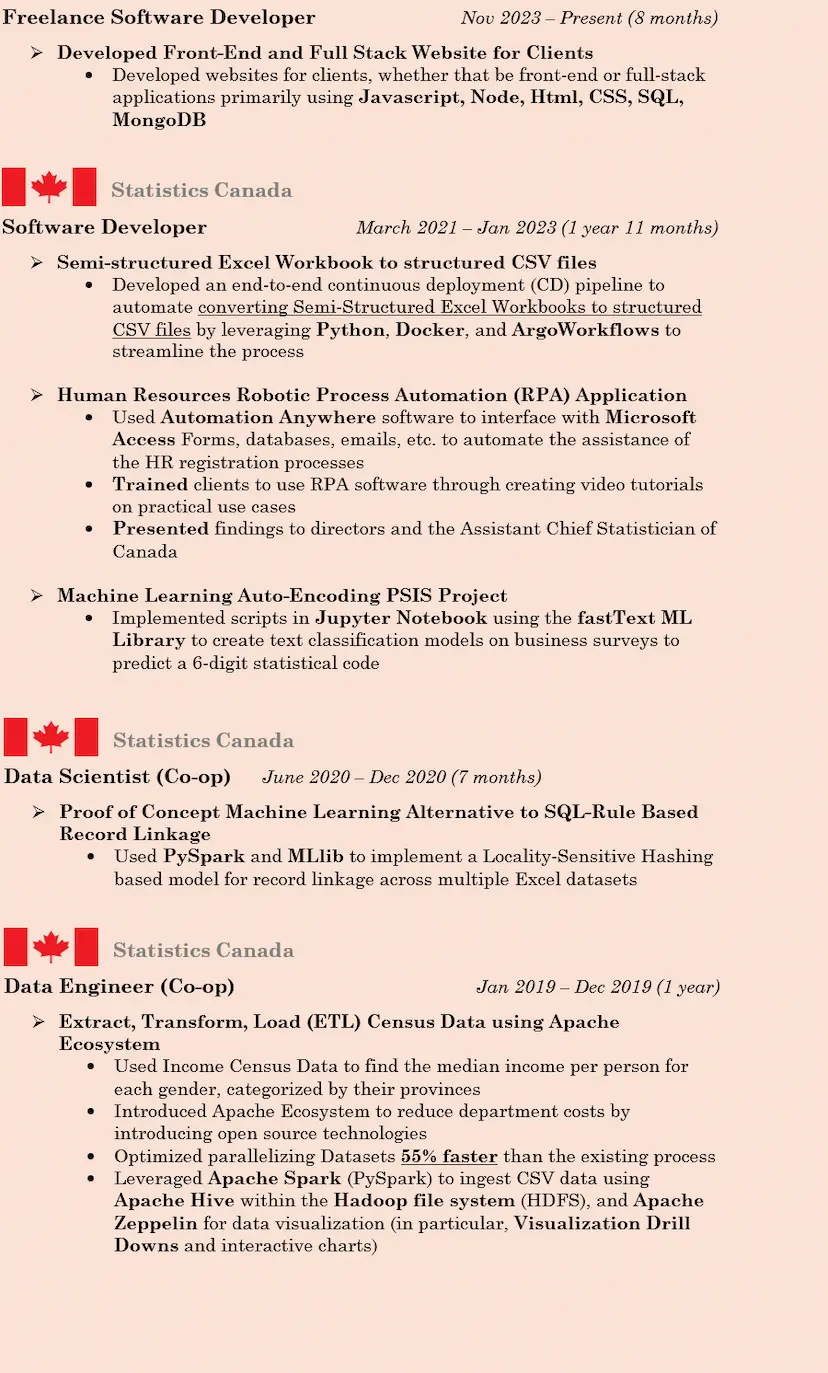 Freelance Software Developer Nov 2023 – Present (8 months)
➢ Developed Front-End and Full Stack Website for Clients
• Developed websites for clients, whether that be front-end or full-stack
applications primarily using Javascript, Node, Html, CSS, SQL,
MongoDB
Statistics Canada
Software Developer March 2021 – Jan 2023 (1 year 11 months)
➢ Semi-structured Excel Workbook to structured CSV files
• Developed an end-to-end continuous deployment (CD) pipeline to
automate converting Semi-Structured Excel Workbooks to structured
CSV files by leveraging Python, Docker, and ArgoWorkflows to
streamline the process
➢ Human Resources Robotic Process Automation (RPA) Application
• Used Automation Anywhere software to interface with Microsoft
Access Forms, databases, emails, etc. to automate the assistance of
the HR registration processes
• Trained clients to use RPA software through creating video tutorials
on practical use cases
• Presented findings to directors and the Assistant Chief Statistician of
Canada
➢ Machine Learning Auto-Encoding PSIS Project
• Implemented scripts in Jupyter Notebook using the fastText ML
Library to create text classification models on business surveys to
predict a 6-digit statistical code
Statistics Canada
Data Scientist (Co-op) June 2020 – Dec 2020 (7 months)
➢ Proof of Concept Machine Learning Alternative to SQL-Rule Based
Record Linkage
• Used PySpark and MLlib to implement a Locality-Sensitive Hashing
based model for record linkage across multiple Excel datasets
Statistics Canada
Data Engineer (Co-op) Jan 2019 – Dec 2019 (1 year)
➢ Extract, Transform, Load (ETL) Census Data using Apache
Ecosystem
• Used Income Census Data to find the median income per person for
each gender, categorized by their provinces
• Introduced Apache Ecosystem to reduce department costs by
introducing open source technologies
• Optimized parallelizing Datasets 55% faster than the existing process
• Leveraged Apache Spark (PySpark) to ingest CSV data using
Apache Hive within the Hadoop file system (HDFS), and Apache
Zeppelin for data visualization (in particular, Visualization Drill
Downs and interactive charts)